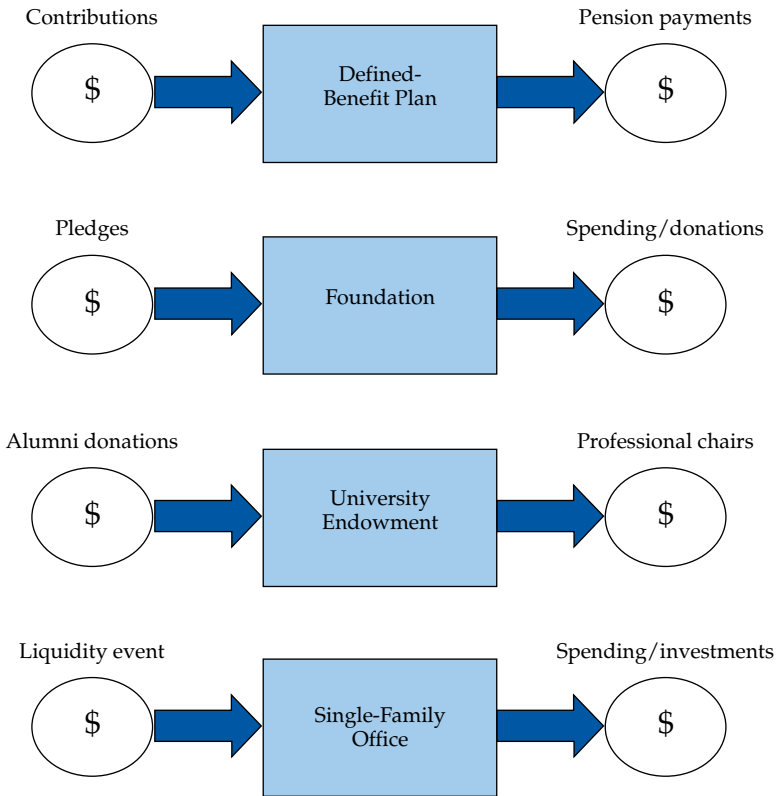 Contributions
Pension payments
$
Defined-
Benefit Plan
$
Pledges
Spending/donations
$
Foundation
$
Alumni donations
Professional chairs
$
University
Endowment
$
Liquidity event
Spending/investments
$
Single-Family
Office
$